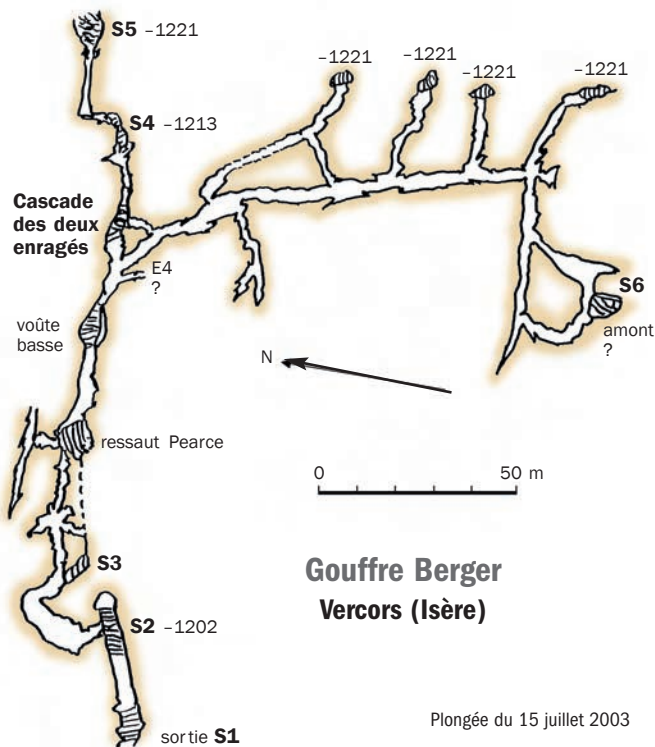 S5 -1221
-1221
-1221
-1221
-1221
S4 -1213
Cascade
des deux
enragés
E4
?
S6
amont
?
voûte
basse
N
ressaut Pearce
0 50 m
S3
Gouffre Berger
Vercors (Isère)
S2 -1202
sortie S1
Plongée du 15 juillet 2003